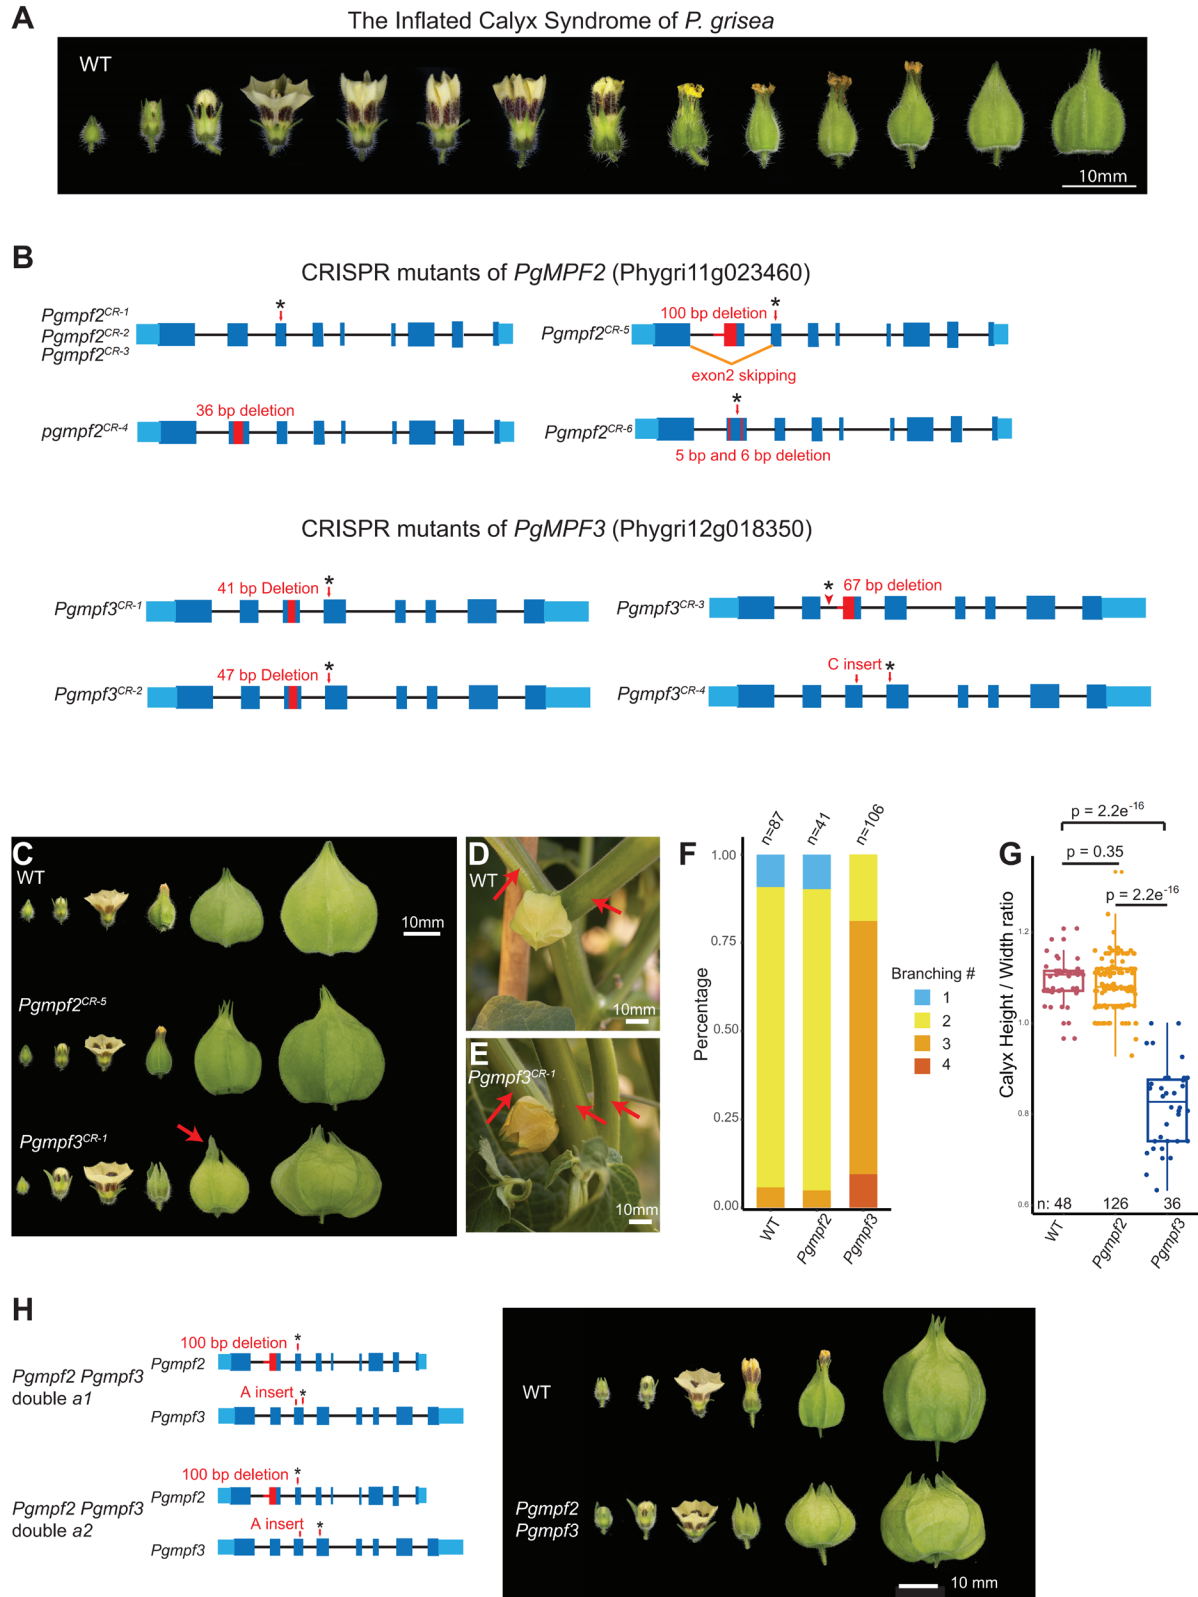 A
The Inflated Calyx Syndrome of P. grisea
WT
10mm
B
CRISPR mutants of PgMPF2 (Phygri11g023460)
Pgmpf2CR-1
Pgmpf2CR-2
Pgmpf2CR-3
*
Pgmpf2CR-5
100 bp deletion
*
exon2 skipping
pgmpf2CR-4
36 bp deletion
Pgmpf2CR-6
*
5 bp and 6 bp deletion
CRISPR mutants of PgMPF3 (Phygri12g018350)
Pgmpf3CR-1
41 bp Deletion
*
Pgmpf3CR-3
*
67 bp deletion
Pgmpf3CR-2
47 bp Deletion
*
Pgmpf3CR-4
C insert
*
C
WT
10mm
Pgmpf2CR-5
Pgmpf3CR-1
D
WT
10mm
E
Pgmpf3CR-1
10mm
F
n=87
n=41
n=106
Percentage
1.00
0.75
0.50
0.25
0.00
WT
Pgmpf2
Pgmpf3
Branching #
1
2
3
4
G
p = 2.2e-16
p = 0.35
p = 2.2e-16
Calyx Height / Width ratio
1.2
1.0
0.8
0.6
n: 48
126
36
WT
Pgmpf2
Pgmpf3
H
Pgmpf2 Pgmpf3
double a1
100 bp deletion
*
Pgmpf2
A insert
*
Pgmpf3
Pgmpf2 Pgmpf3
double a2
100 bp deletion
*
Pgmpf2
A insert
*
Pgmpf3
WT
Pgmpf2
Pgmpf3
10 mm